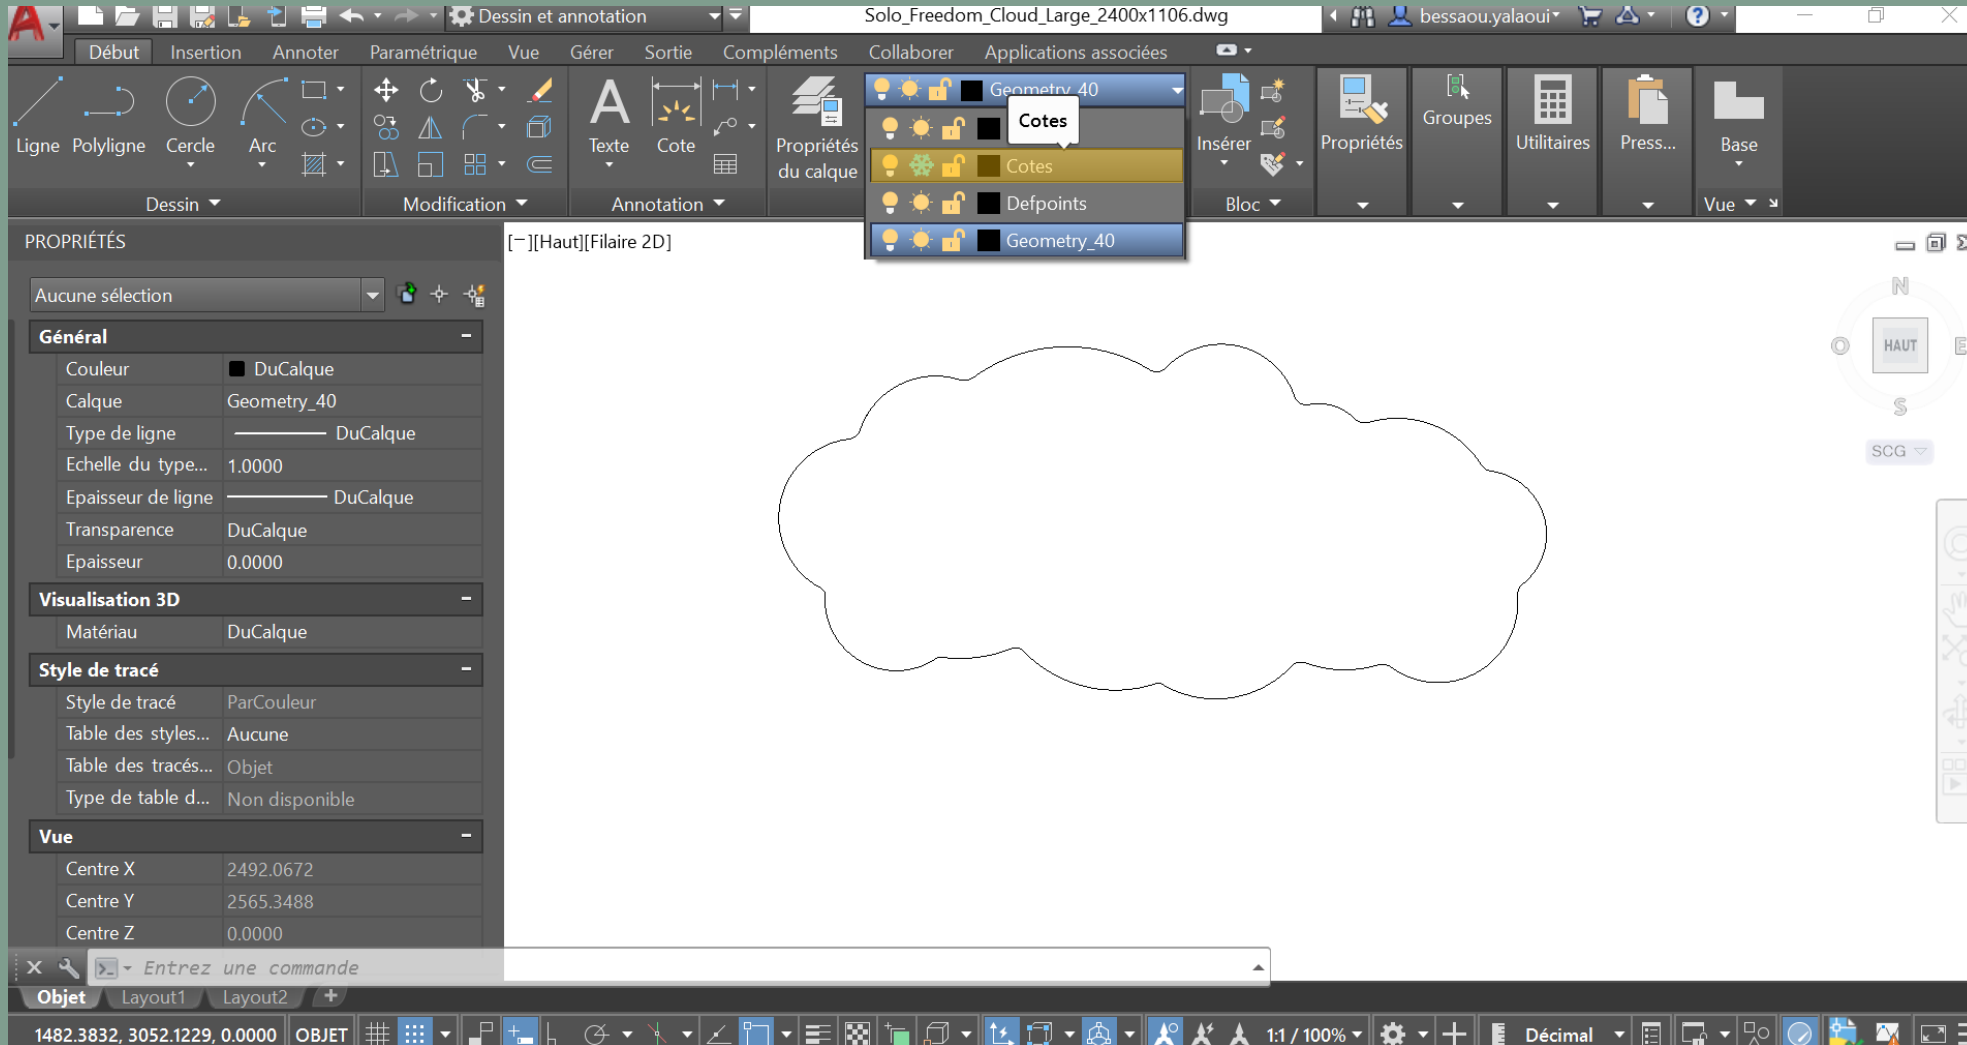 Dessin et annotation
Solo_Freedom_Cloud_Large_2400x1106.dwg
bessaou.yalaoui
Début Insertion Annoter Paramétrique Vue Gérer Sortie Compléments Collaborer Applications associées
Geometry_40
Cotes
Cotes
Defpoints
Geometry_40
Ligne Polyligne Cercle Arc
Texte Cote
Propriétés
du calque
Insérer
Propriétés
Groupes
Utilitaires
Press...
Base
Dessin Modification Annotation Bloc Vue
PROPRIÉTÉS
[−][Haut][Filaire 2D]
Aucune sélection
Général
Couleur DuCalque
Calque Geometry_40
Type de ligne DuCalque
Echelle du type... 1.0000
Epaisseur de ligne DuCalque
Transparence DuCalque
Epaisseur 0.0000
Visualisation 3D
Matériau DuCalque
Style de tracé
Style de tracé ParCouleur
Table des styles... Aucune
Table des tracés... Objet
Type de table d... Non disponible
Vue
Centre X 2492.0672
Centre Y 2565.3488
Centre Z 0.0000
N
O HAUT E
S
SCG
Entrez une commande
Objet Layout1 Layout2 +
1482.3832, 3052.1229, 0.0000 OBJET 1:1 / 100% Décimal